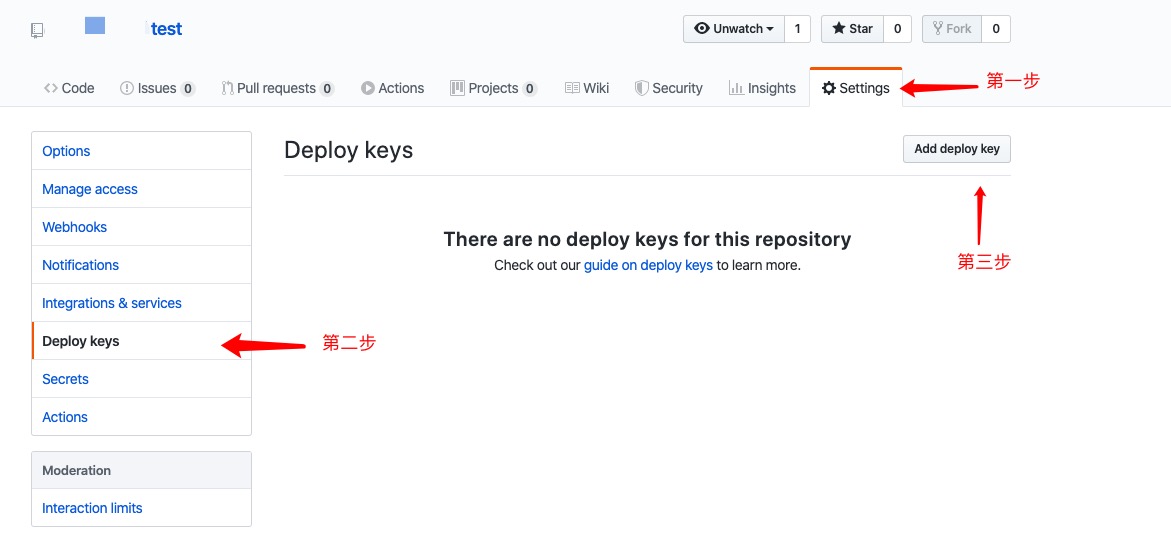 test
Unwatch 1 Star 0 Fork 0
Code Issues 0 Pull requests 0 Actions Projects 0 Wiki Security Insights Settings 第一步
Options
Manage access
Webhooks
Notifications
Integrations & services
Deploy keys
Secrets
Actions
Moderation
Interaction limits
第二步
Deploy keys
Add deploy key
第三步
There are no deploy keys for this repository
Check out our guide on deploy keys to learn more.